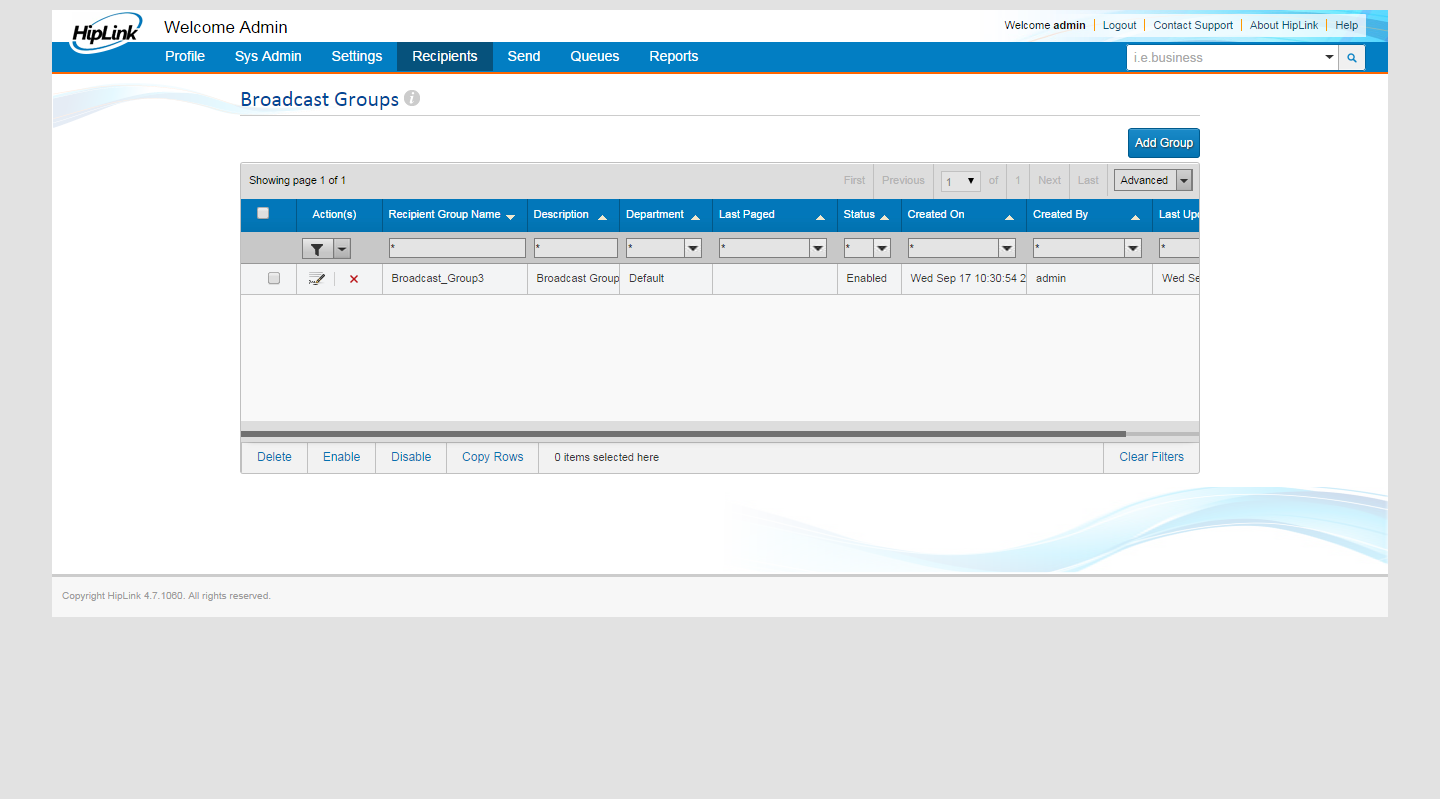 HipLink
Welcome Admin
Welcome admin Logout Contact Support About HipLink Help
Profile Sys Admin Settings Recipients Send Queues Reports
i.e.business
Broadcast Groups i
Add Group
Showing page 1 of 1 First Previous 1 of 1 Next Last Advanced
Action(s) Recipient Group Name Description Department Last Paged Status Created On Created By Last Upd
* * * * * * * *
Broadcast_Group3 Broadcast Group Default Enabled Wed Sep 17 10:30:54 2 admin Wed Se
Delete Enable Disable Copy Rows 0 items selected here Clear Filters
Copyright HipLink 4.7.1060. All rights reserved.